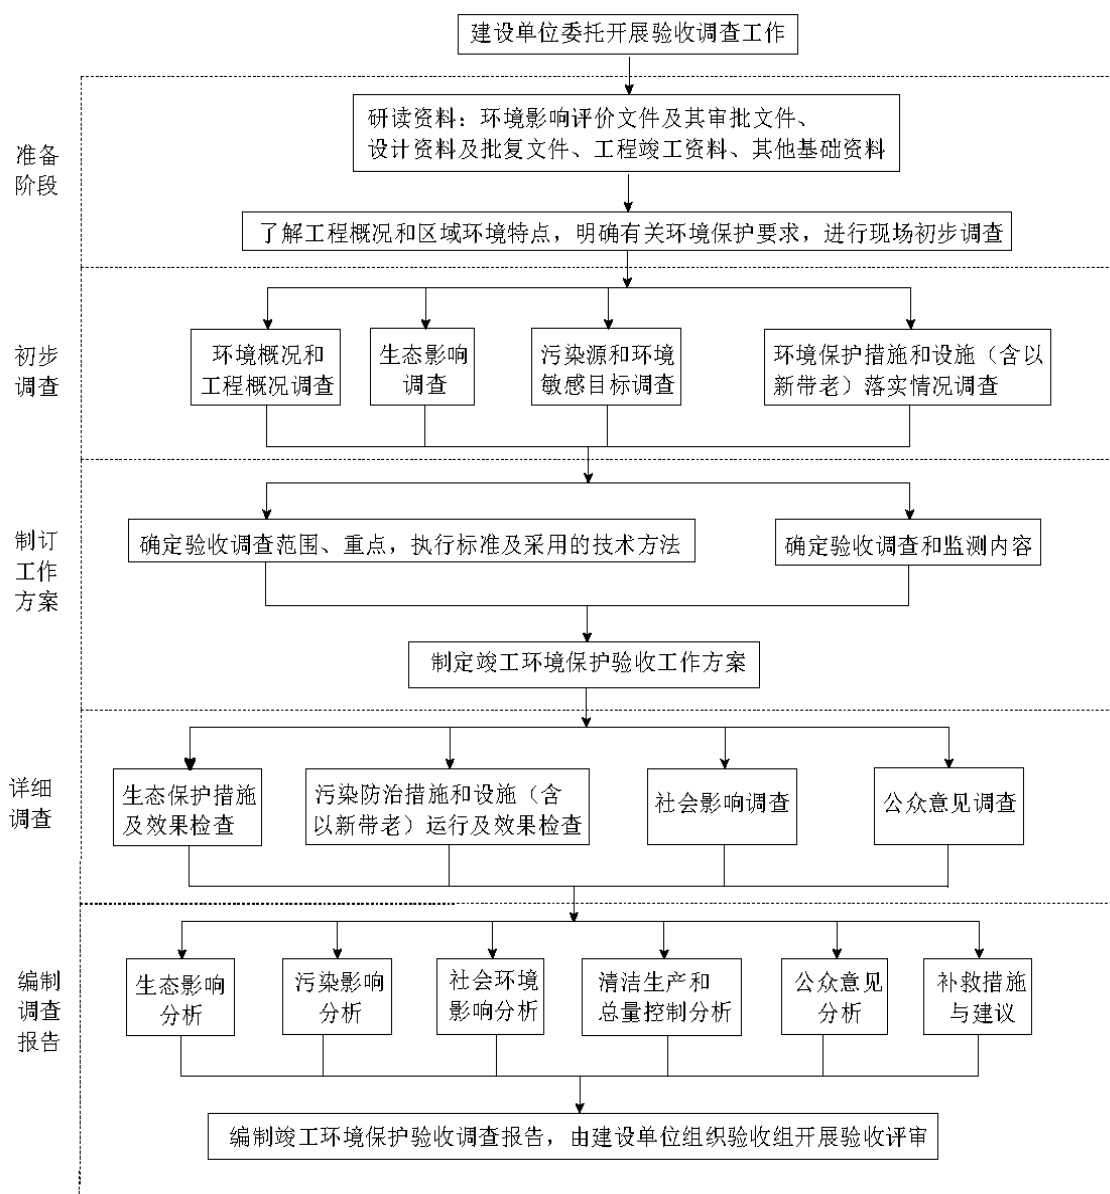 建设单位委托开展验收调查工作
准备
阶段
研读资料：环境影响评价文件及其审批文件、
设计资料及批复文件、工程竣工资料、其他基础资料
了解工程概况和区域环境特点，明确有关环境保护要求，进行现场初步调查
初步
调查
环境概况和
工程概况调查
生态影响
调查
污染源和环境
敏感目标调查
环境保护措施和设施（含以
新带老）落实情况调查
制订
工作
方案
确定验收调查范围、重点，执行标准及采用的技术方法
确定验收调查和监测内容
制定竣工环境保护验收工作方案
详细
调查
生态保护措施
及效果检查
污染防治措施和设施（含
以新带老）运行及效果检查
社会影响调查
公众意见调查
编制
调查
报告
生态影响
分析
污染影响
分析
社会环境
影响分析
清洁生产和
总量控制分析
公众意见
分析
补救措施
与建议
编制竣工环境保护验收调查报告，由建设单位组织验收组开展验收评审